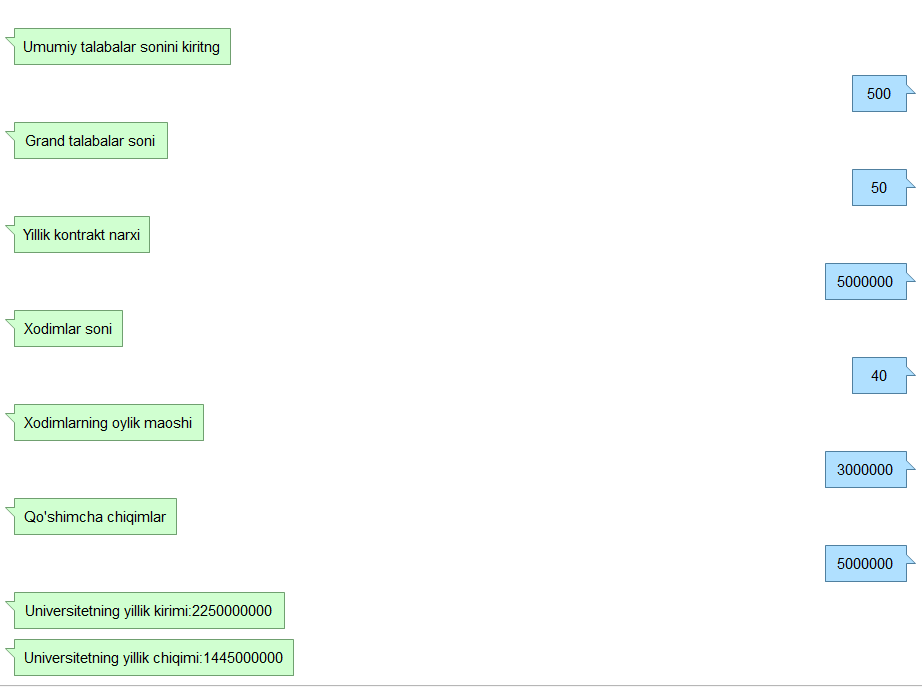 Umumiy talabalar sonini kiritng
500
Grand talabalar soni
50
Yillik kontrakt narxi
5000000
Xodimlar soni
40
Xodimlarning oylik maoshi
3000000
Qo'shimcha chiqimlar
5000000
Universitetning yillik kirimi:2250000000
Universitetning yillik chiqimi:1445000000